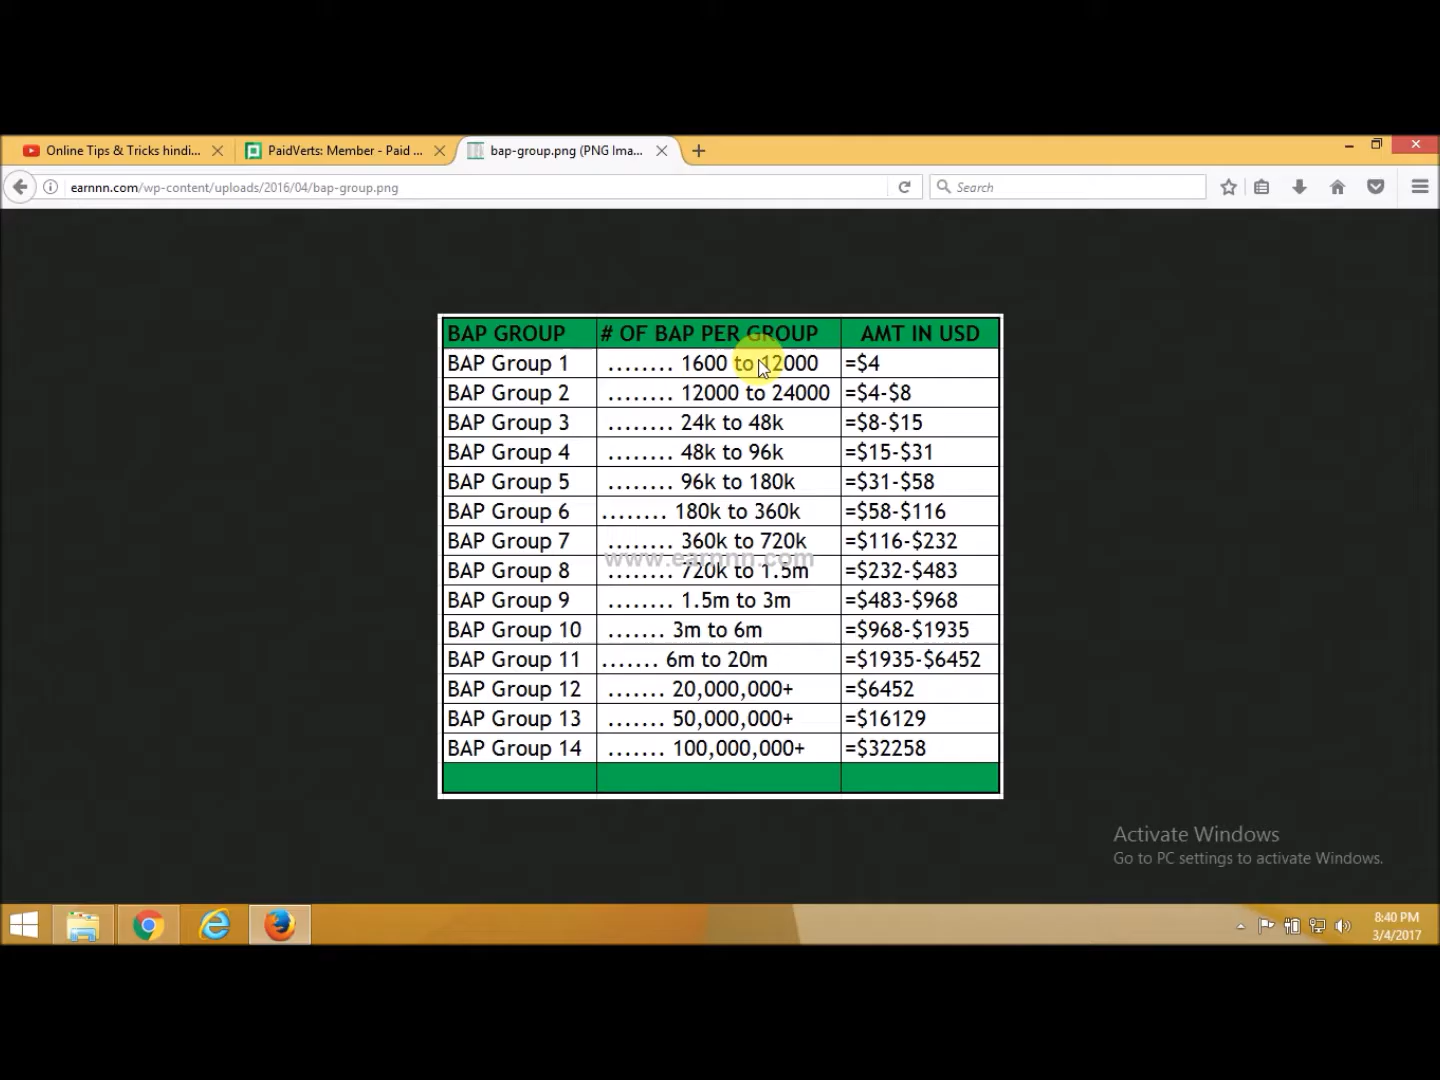 Online Tips & Tricks hindi...
PaidVerts: Member - Paid ...
bap-group.png (PNG Ima...
earnnn.com/wp-content/uploads/2016/04/bap-group.png
Search
BAP GROUP # OF BAP PER GROUP AMT IN USD
BAP Group 1 ........ 1600 to 12000 =$4
BAP Group 2 ........ 12000 to 24000 =$4-$8
BAP Group 3 ........ 24k to 48k =$8-$15
BAP Group 4 ........ 48k to 96k =$15-$31
BAP Group 5 ........ 96k to 180k =$31-$58
BAP Group 6 ........ 180k to 360k =$58-$116
BAP Group 7 ........ 360k to 720k =$116-$232
www.earnnn.com
BAP Group 8 ........ 720k to 1.5m =$232-$483
BAP Group 9 ........ 1.5m to 3m =$483-$968
BAP Group 10 ....... 3m to 6m =$968-$1935
BAP Group 11 ....... 6m to 20m =$1935-$6452
BAP Group 12 ....... 20,000,000+ =$6452
BAP Group 13 ....... 50,000,000+ =$16129
BAP Group 14 ....... 100,000,000+ =$32258
Activate Windows
Go to PC settings to activate Windows.
8:40 PM
3/4/2017